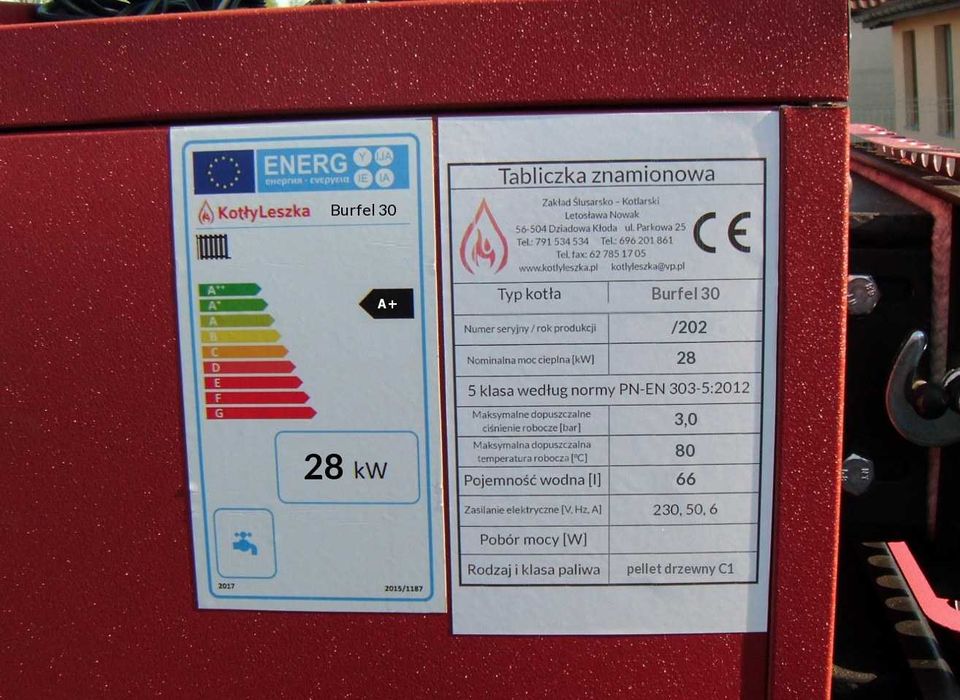 ENERG
Y IJA
IE IA
енергия · ενεργεια
KotłyLeszka Burfel 30
A++
A+
A
B
C
D
E
F
G
A+
28 kW
2017
2015/1187
Tabliczka znamionowa
Zakład Ślusarsko - Kotlarski
Letosława Nowak
56-504 Dziadowa Kłoda ul. Parkowa 25
Tel.: 791 534 534 Tel.: 696 201 861
Tel. fax: 62 785 17 05
www.kotlyleszka.pl kotlyleszka@vp.pl
CE
Typ kotła Burfel 30
Numer seryjny / rok produkcji /202
Nominalna moc cieplna [kW] 28
5 klasa według normy PN-EN 303-5:2012
Maksymalne dopuszczalne
ciśnienie robocze [bar] 3,0
Maksymalna dopuszczalna
temperatura robocza [°C] 80
Pojemność wodna [l] 66
Zasilanie elektryczne [V, Hz, A] 230, 50, 6
Pobór mocy [W]
Rodzaj i klasa paliwa pellet drzewny C1